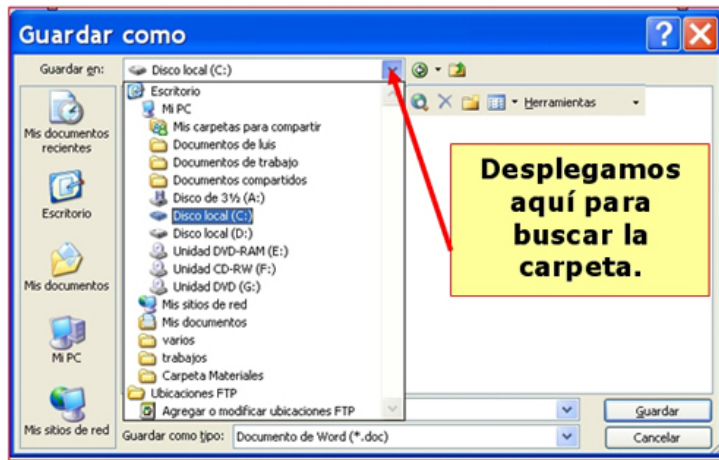 Guardar como
Guardar en:
Disco local (C:)
Escritorio
Mi PC
Mis carpetas para compartir
Documentos de luis
Documentos de trabajo
Documentos compartidos
Disco de 3½ (A:)
Disco local (C:)
Disco local (D:)
Unidad DVD-RAM (E:)
Unidad CD-RW (F:)
Unidad DVD (G:)
Mis sitios de red
Mis documentos
varios
trabajos
Carpeta Materiales
Ubicaciones FTP
Agregar o modificar ubicaciones FTP
Herramientas
Mis documentos
recientes
Escritorio
Mis documentos
Mi PC
Mis sitios de red
Desplegamos
aquí para
buscar la
carpeta.
Guardar
Guardar como tipo:
Documento de Word (*.doc)
Cancelar